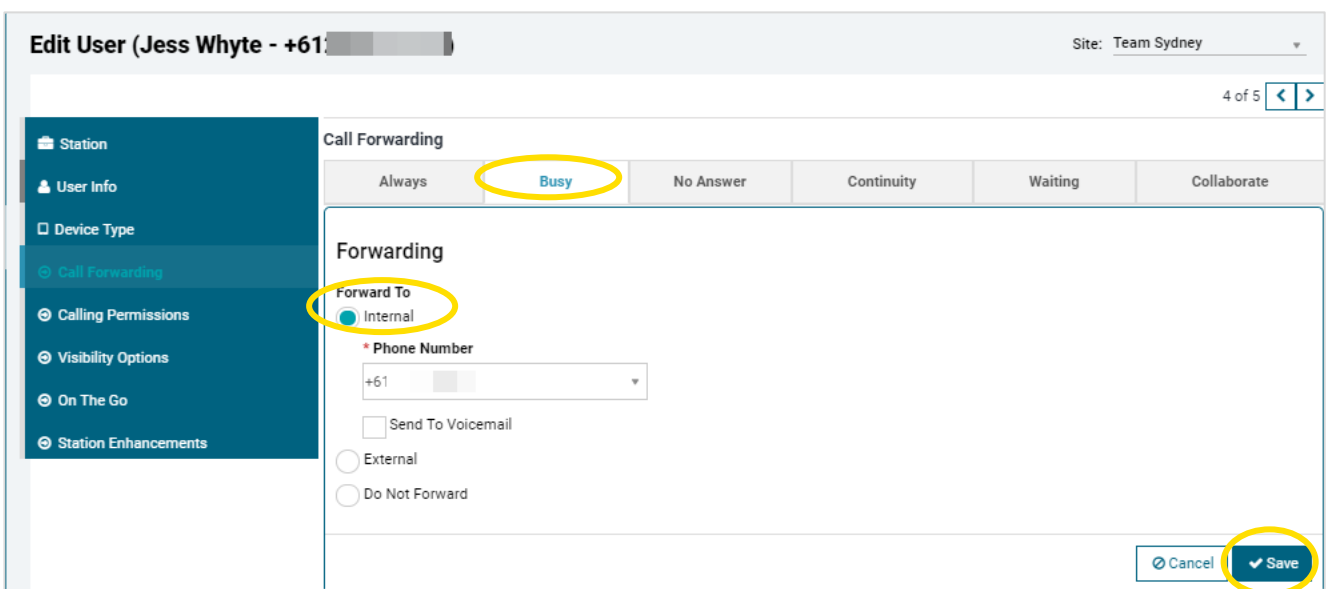 Edit User (Jess Whyte - +61
Site: Team Sydney
4 of 5
Station
User Info
Device Type
Call Forwarding
Calling Permissions
Visibility Options
On The Go
Station Enhancements
Call Forwarding
Always Busy No Answer Continuity Waiting Collaborate
Forwarding
Forward To
Internal
* Phone Number
+61
Send To Voicemail
External
Do Not Forward
Cancel Save